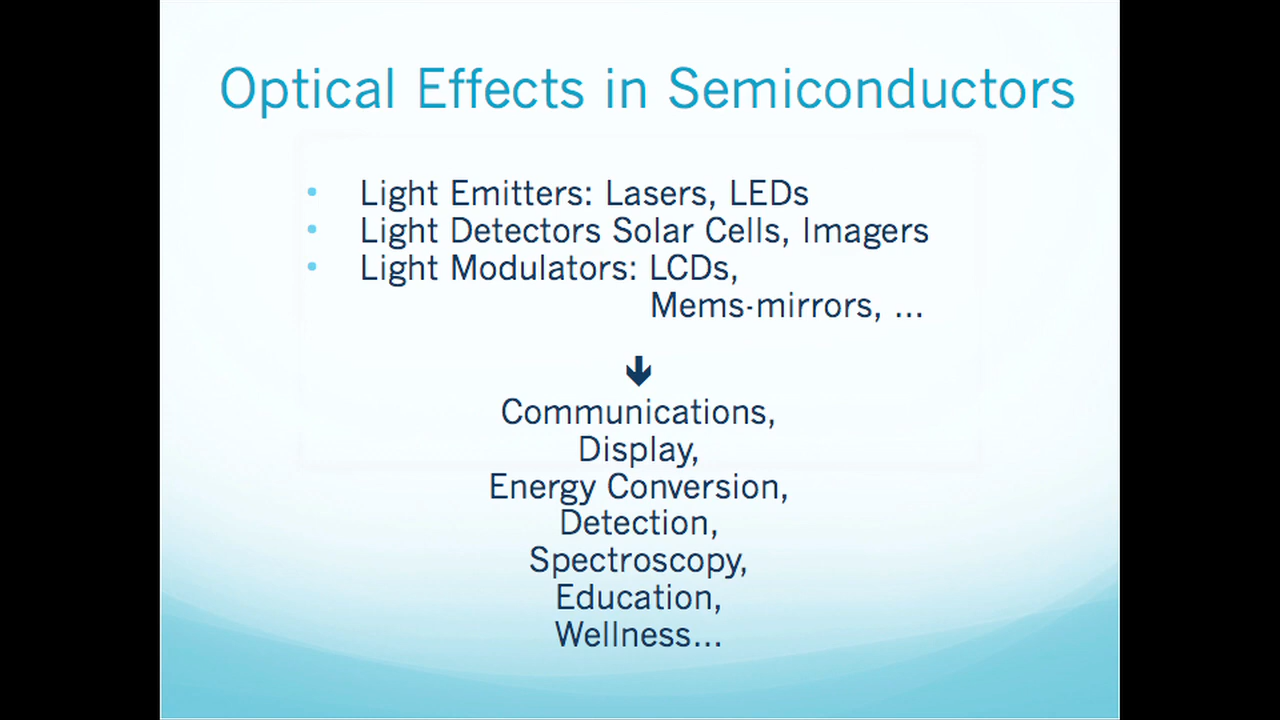 Optical Effects in Semiconductors
• Light Emitters: Lasers, LEDs
• Light Detectors Solar Cells, Imagers
• Light Modulators: LCDs,
Mems-mirrors, ...
🡻
Communications,
Display,
Energy Conversion,
Detection,
Spectroscopy,
Education,
Wellness...